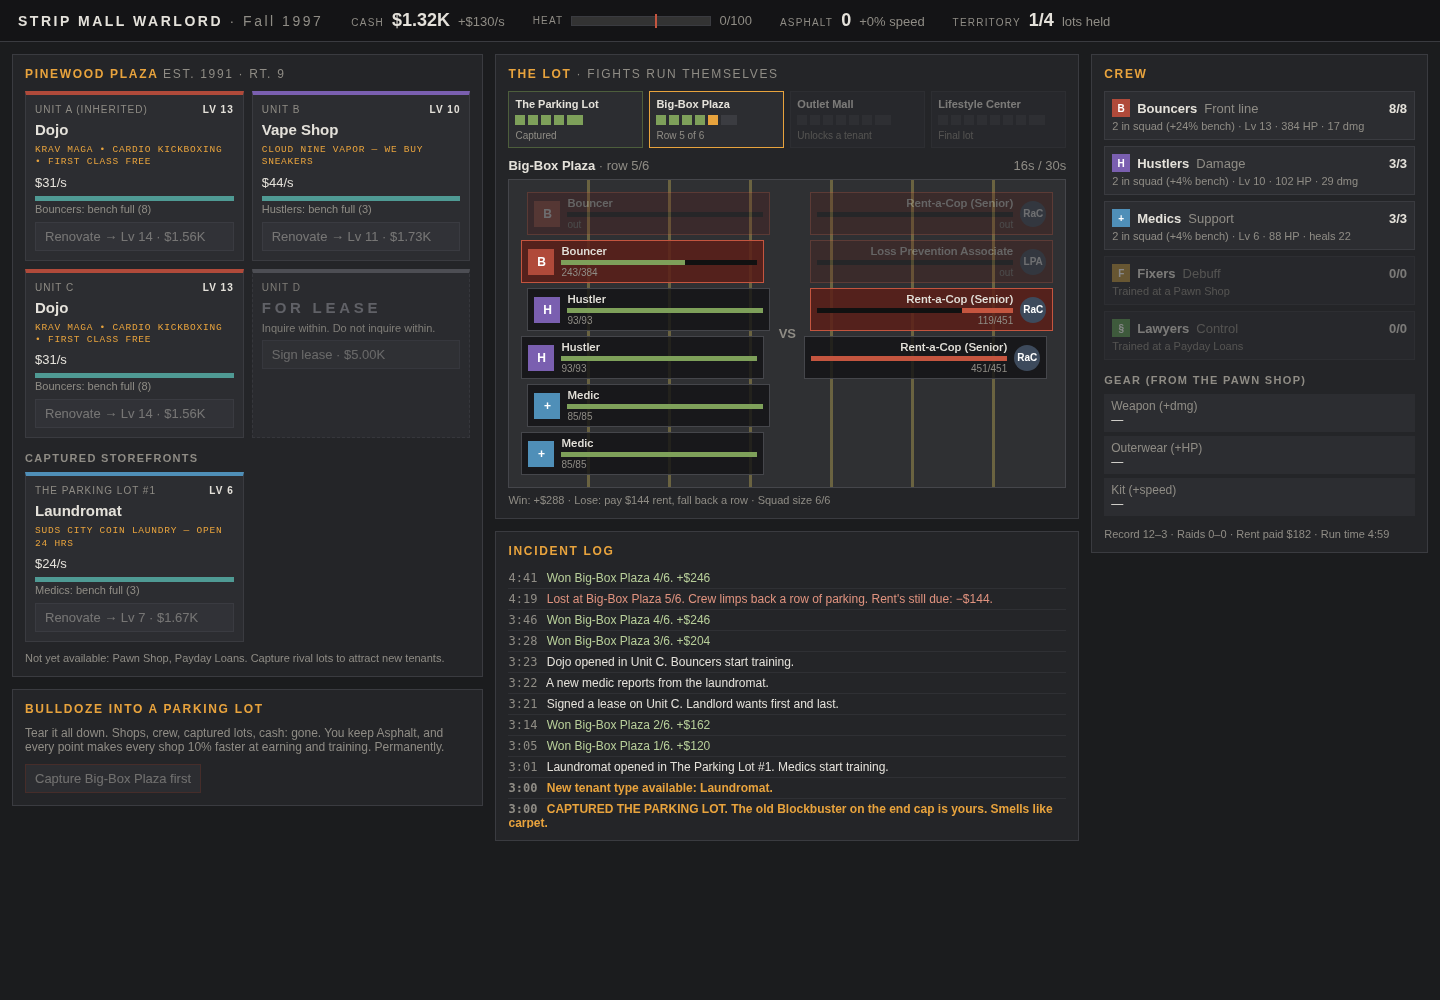 STRIP MALL WARLORD · Fall 1997
CASH $1.32K +$130/s
HEAT 0/100
ASPHALT 0 +0% speed
TERRITORY 1/4 lots held
PINEWOOD PLAZA EST. 1991 · RT. 9
UNIT A (INHERITED) LV 13
Dojo
KRAV MAGA • CARDIO KICKBOXING
• FIRST CLASS FREE
$31/s
Bouncers: bench full (8)
Renovate → Lv 14 · $1.56K
UNIT B LV 10
Vape Shop
CLOUD NINE VAPOR — WE BUY
SNEAKERS
$44/s
Hustlers: bench full (3)
Renovate → Lv 11 · $1.73K
UNIT C LV 13
Dojo
KRAV MAGA • CARDIO KICKBOXING
• FIRST CLASS FREE
$31/s
Bouncers: bench full (8)
Renovate → Lv 14 · $1.56K
UNIT D
FOR LEASE
Inquire within. Do not inquire within.
Sign lease · $5.00K
CAPTURED STOREFRONTS
THE PARKING LOT #1 LV 6
Laundromat
SUDS CITY COIN LAUNDRY — OPEN
24 HRS
$24/s
Medics: bench full (3)
Renovate → Lv 7 · $1.67K
Not yet available: Pawn Shop, Payday Loans. Capture rival lots to attract new tenants.
BULLDOZE INTO A PARKING LOT
Tear it all down. Shops, crew, captured lots, cash: gone. You keep Asphalt, and
every point makes every shop 10% faster at earning and training. Permanently.
Capture Big-Box Plaza first
THE LOT · FIGHTS RUN THEMSELVES
The Parking Lot
Captured
Big-Box Plaza
Row 5 of 6
Outlet Mall
Unlocks a tenant
Lifestyle Center
Final lot
Big-Box Plaza · row 5/6 16s / 30s
B Bouncer
out
B Bouncer
243/384
H Hustler
93/93
H Hustler
93/93
+ Medic
85/85
+ Medic
85/85
VS
Rent-a-Cop (Senior) RaC
out
Loss Prevention Associate LPA
out
Rent-a-Cop (Senior) RaC
119/451
Rent-a-Cop (Senior) RaC
451/451
Win: +$288 · Lose: pay $144 rent, fall back a row · Squad size 6/6
INCIDENT LOG
4:41 Won Big-Box Plaza 4/6. +$246
4:19 Lost at Big-Box Plaza 5/6. Crew limps back a row of parking. Rent's still due: −$144.
3:46 Won Big-Box Plaza 4/6. +$246
3:28 Won Big-Box Plaza 3/6. +$204
3:23 Dojo opened in Unit C. Bouncers start training.
3:22 A new medic reports from the laundromat.
3:21 Signed a lease on Unit C. Landlord wants first and last.
3:14 Won Big-Box Plaza 2/6. +$162
3:05 Won Big-Box Plaza 1/6. +$120
3:01 Laundromat opened in The Parking Lot #1. Medics start training.
3:00 New tenant type available: Laundromat.
3:00 CAPTURED THE PARKING LOT. The old Blockbuster on the end cap is yours. Smells like
carpet.
CREW
B Bouncers Front line 8/8
2 in squad (+24% bench) · Lv 13 · 384 HP · 17 dmg
H Hustlers Damage 3/3
2 in squad (+4% bench) · Lv 10 · 102 HP · 29 dmg
+ Medics Support 3/3
2 in squad (+4% bench) · Lv 6 · 88 HP · heals 22
F Fixers Debuff 0/0
Trained at a Pawn Shop
§ Lawyers Control 0/0
Trained at a Payday Loans
GEAR (FROM THE PAWN SHOP)
Weapon (+dmg)
—
Outerwear (+HP)
—
Kit (+speed)
—
Record 12–3 · Raids 0–0 · Rent paid $182 · Run time 4:59